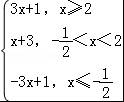 3x+1, x≥2
x+3, -1/2<x<2
-3x+1, x≤-1/2